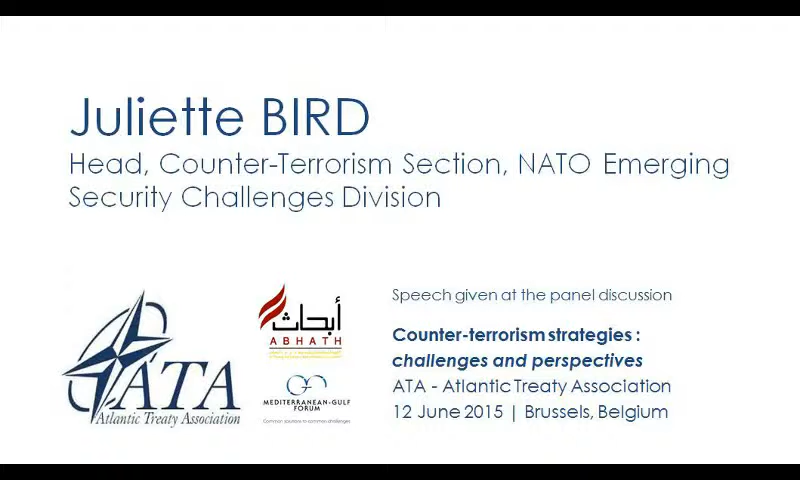 Juliette BIRD
Head, Counter-Terrorism Section, NATO Emerging
Security Challenges Division
Speech given at the panel discussion
Counter-terrorism strategies :
challenges and perspectives
ATA - Atlantic Treaty Association
12 June 2015 | Brussels, Belgium
ATA
Atlantic Treaty Association
أبحاث
ABHATH
MEDITERRANEAN-GULF
FORUM
Common solutions to common challenges